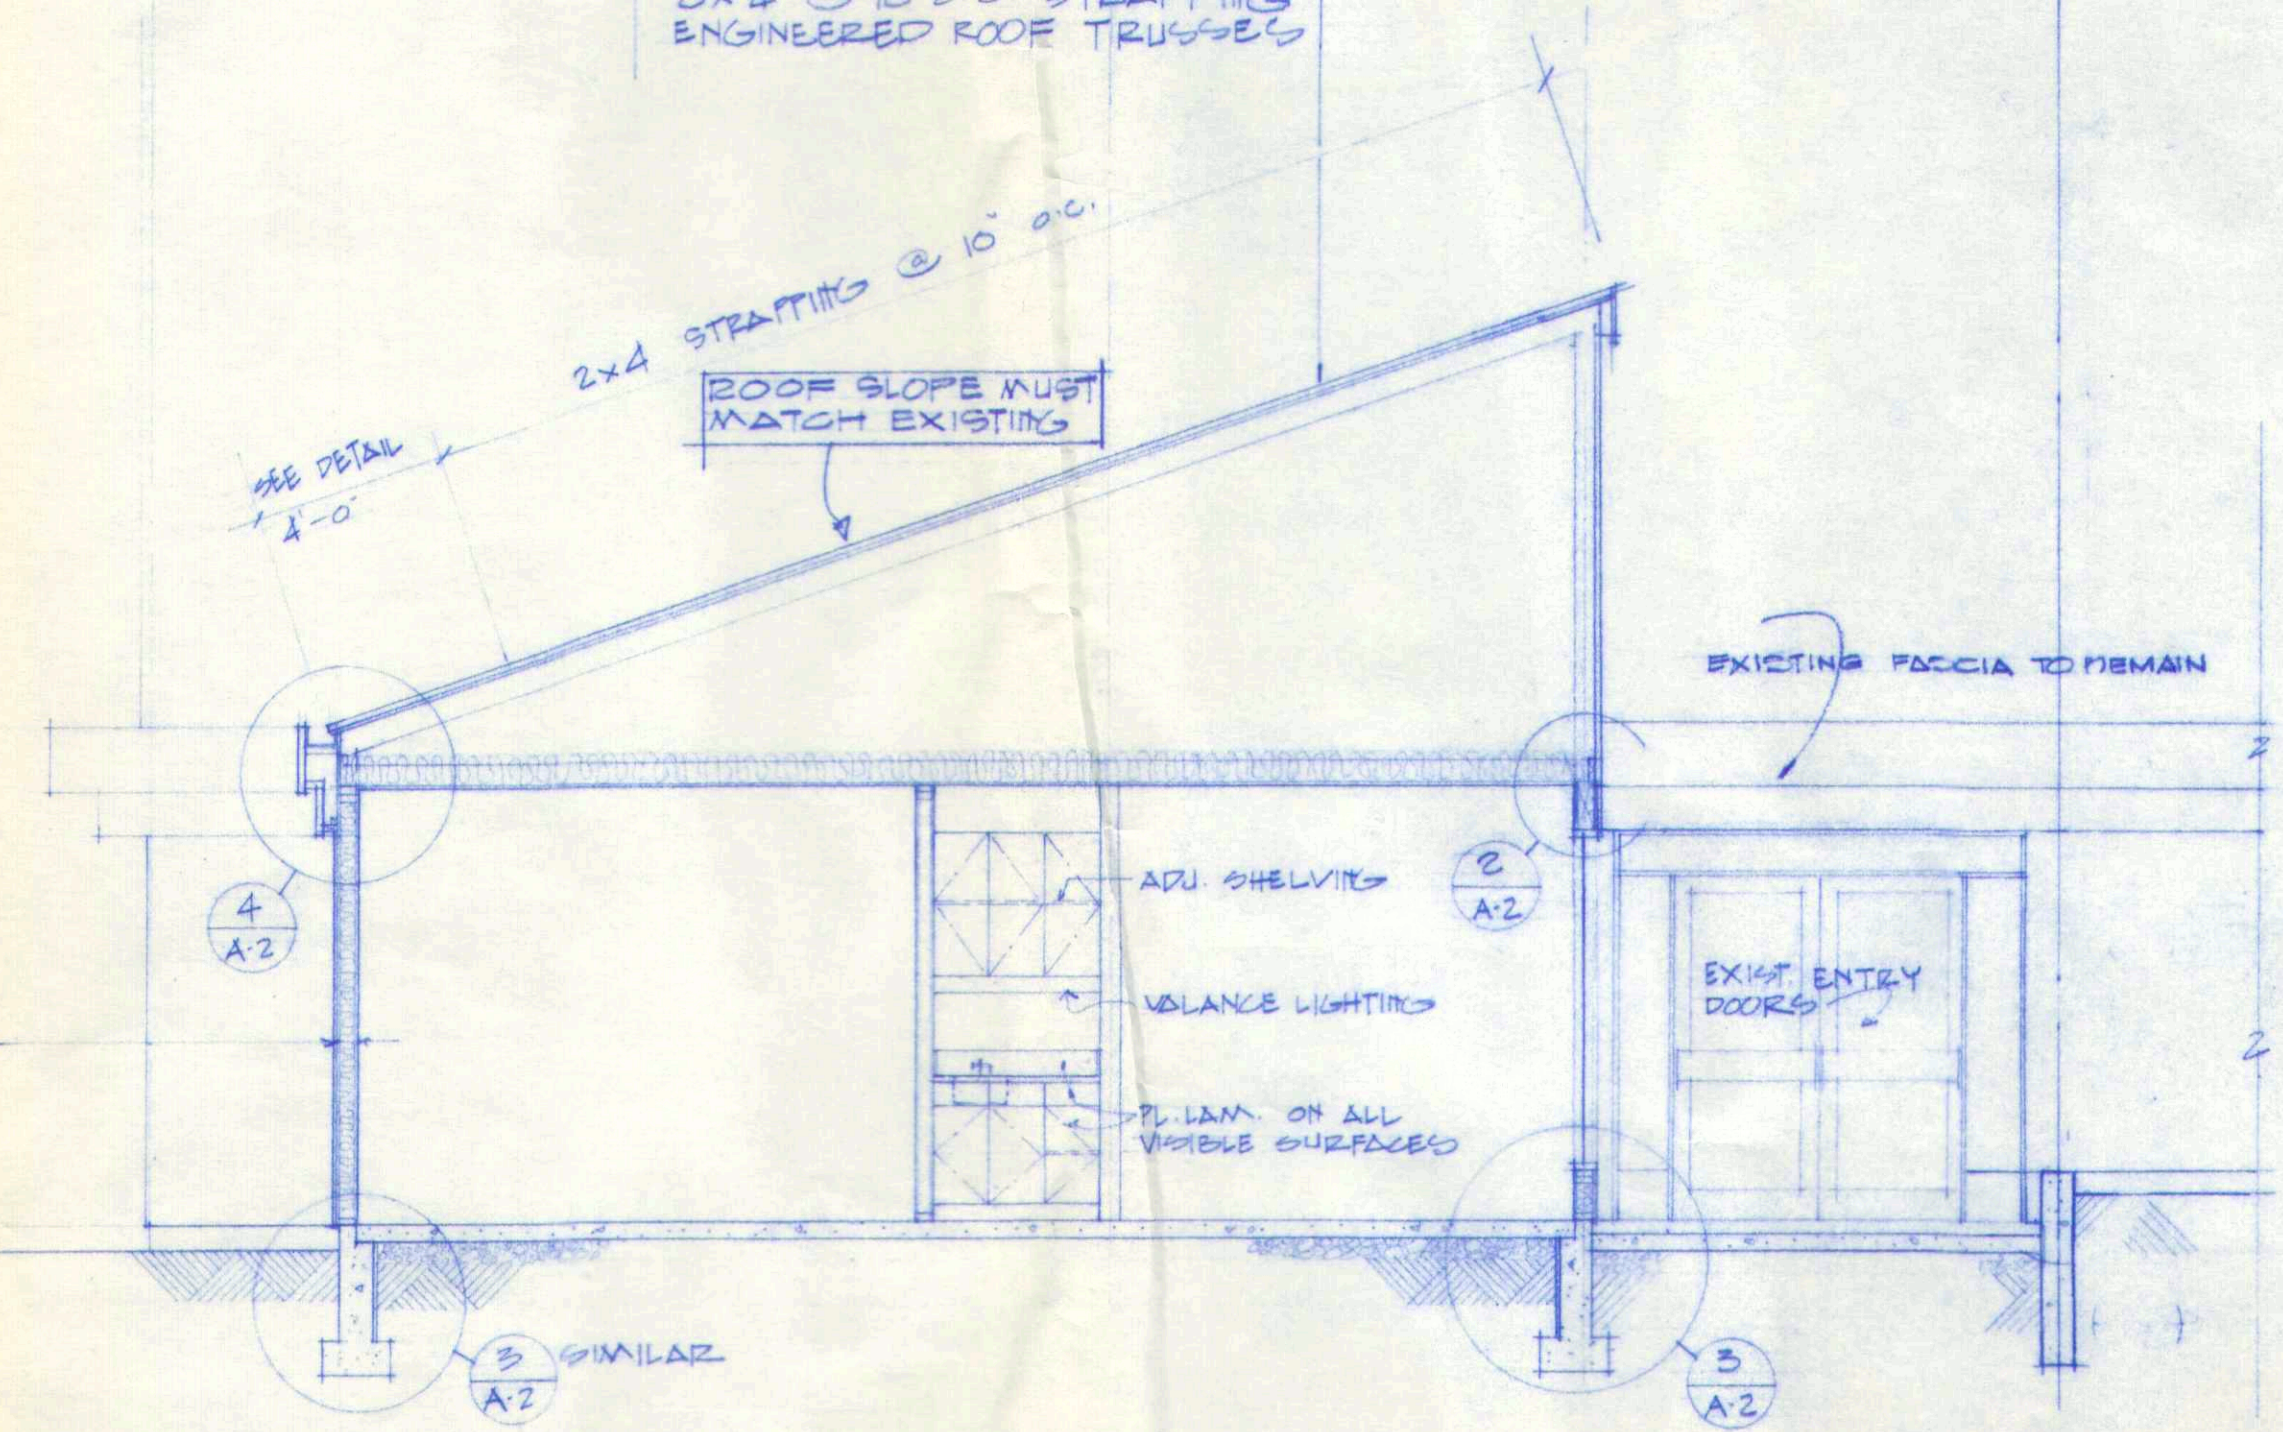 ENGINEERED ROOF TRUSSES
2x4 STRAPPING @ 10" O.C.
ROOF SLOPE MUST
MATCH EXISTING
SEE DETAIL
4'-0"
EXISTING FASCIA TO REMAIN
2
4
A-2
ADJ. SHELVING
2
A-2
VALANCE LIGHTING
EXIST. ENTRY
DOORS
2
PL. LAM. ON ALL
VISIBLE SURFACES
3
A-2
SIMILAR
3
A-2